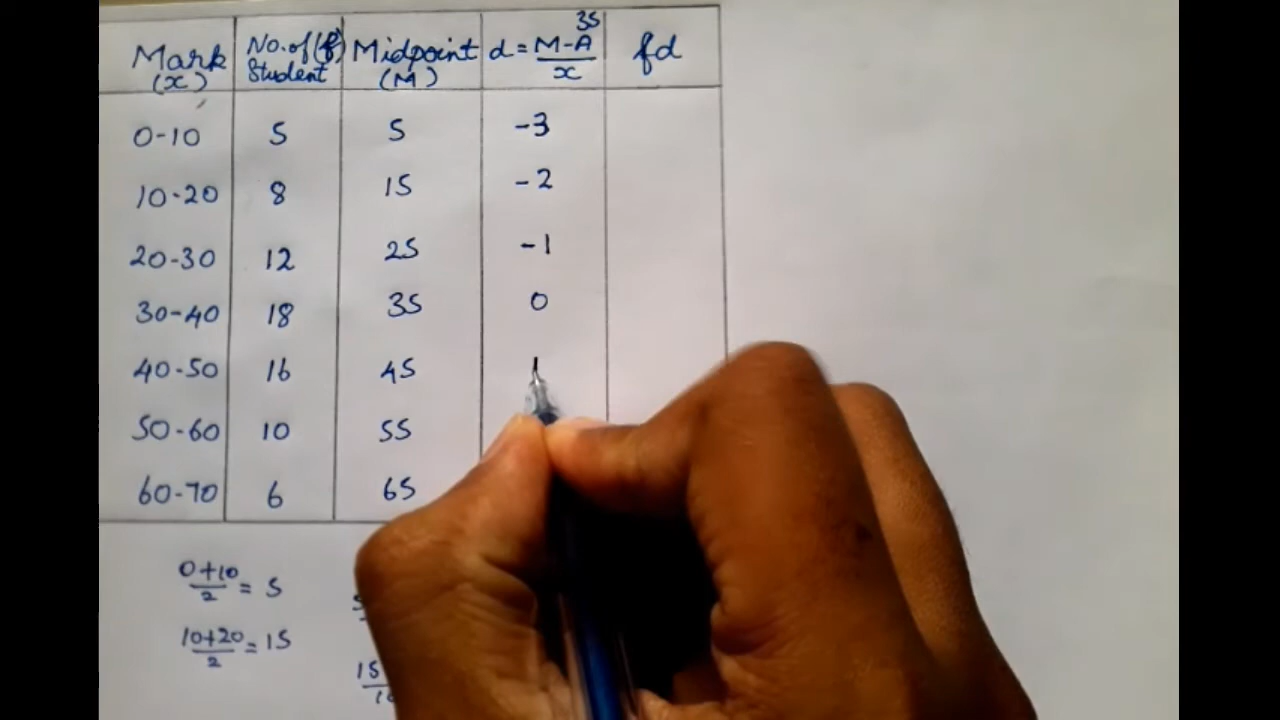 Mark (x) No. of (f) Student Midpoint (M) d = M-A/x 35 fd
0-10 5 5 -3
10-20 8 15 -2
20-30 12 25 -1
30-40 18 35 0
40-50 16 45 1
50-60 10 55
60-70 6 65
0+10/2 = 5
10+20/2 = 15
15